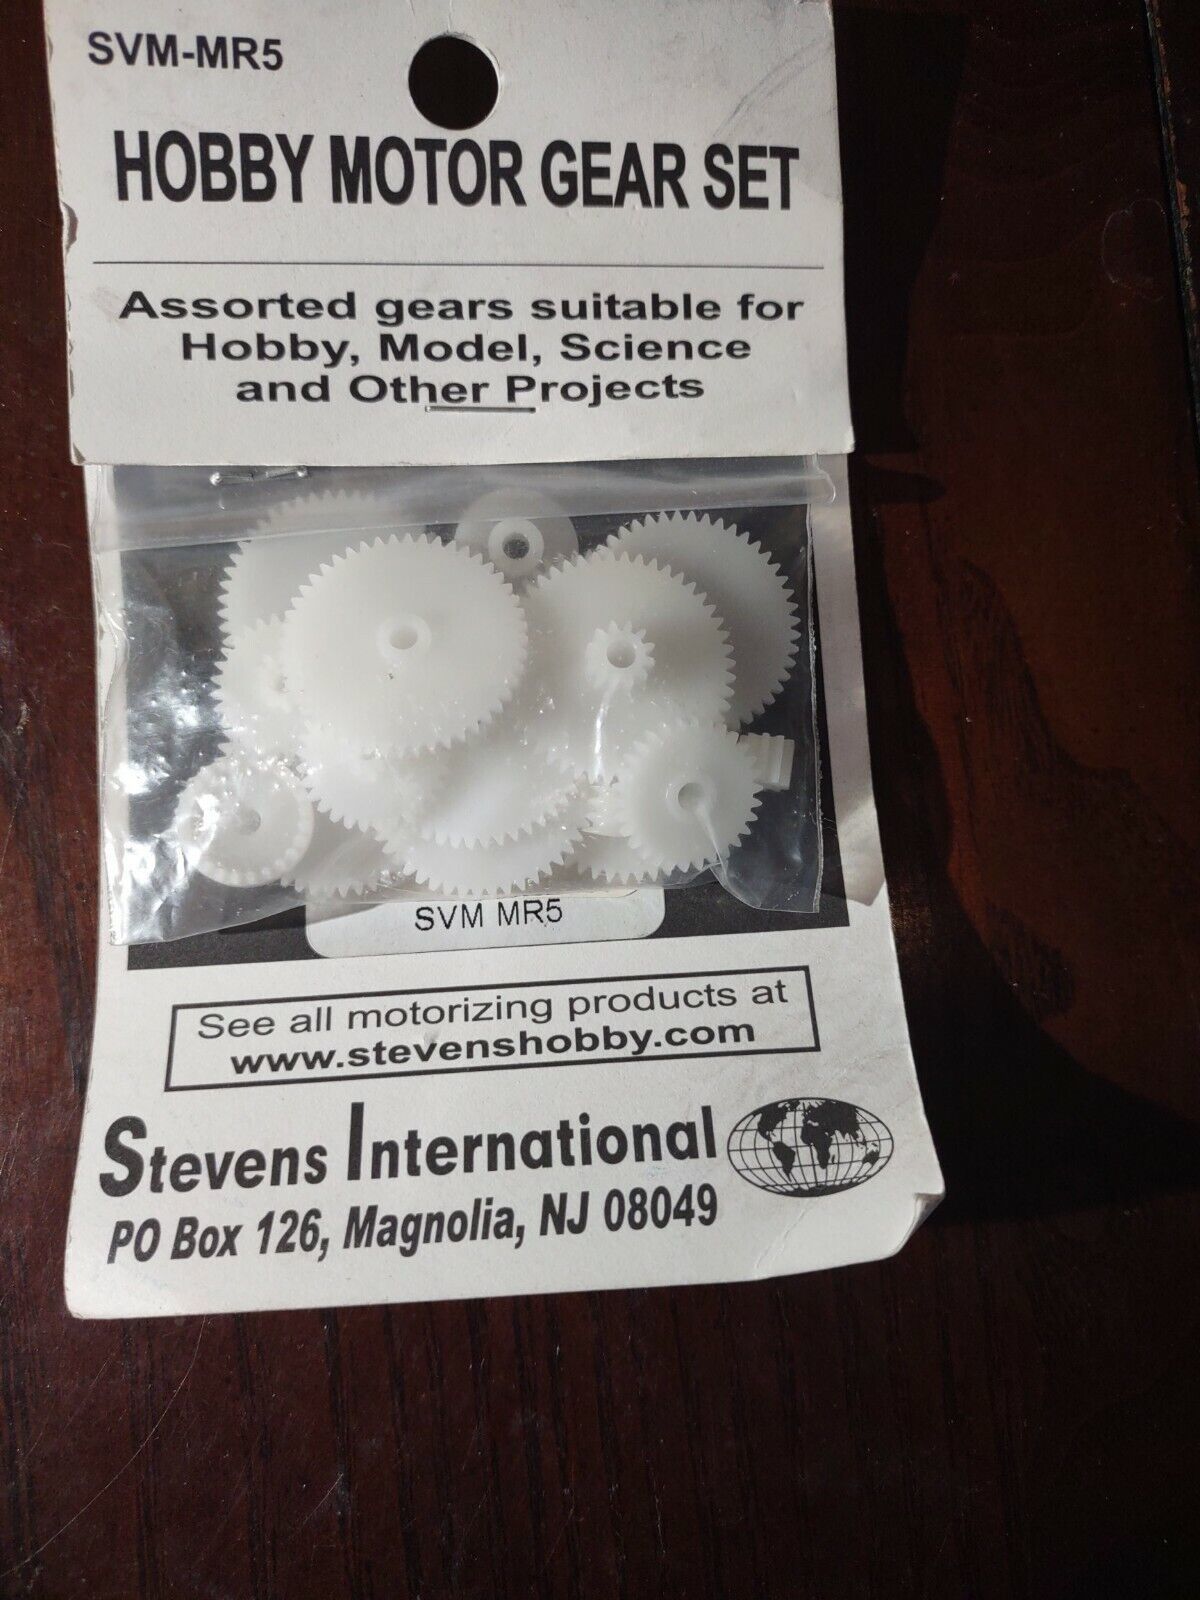 SVM-MR5
HOBBY MOTOR GEAR SET
Assorted gears suitable for
Hobby, Model, Science
and Other Projects
SVM MR5
See all motorizing products at
www.stevenshobby.com
Stevens International
PO Box 126, Magnolia, NJ 08049